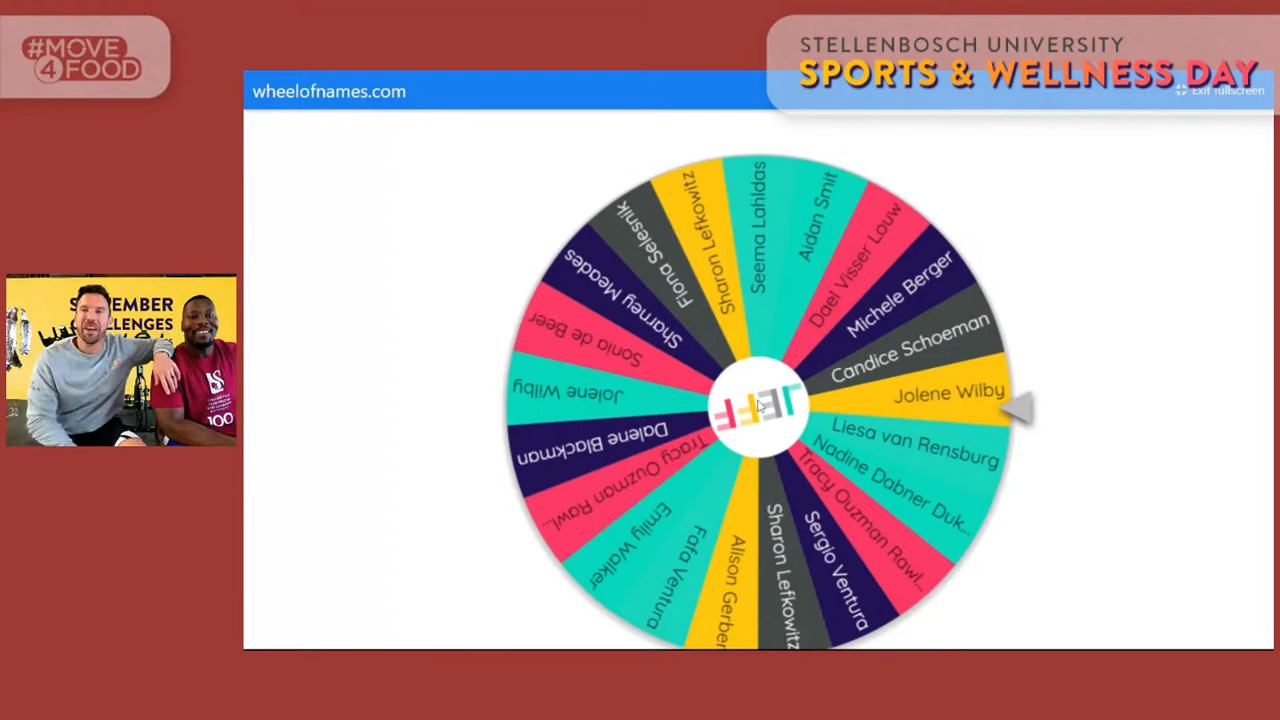 #MOVE
4FOOD
STELLENBOSCH UNIVERSITY
SPORTS & WELLNESS DAY
wheelofnames.com
Exit fullscreen
Seema Lahldas
Aidan Smit
Dael Visser Louw
Michele Berger
Candice Schoeman
Jolene Wilby
Liesa van Rensburg
Nadine Dabner Duk...
Tracy Ouzman Rawl...
Sergio Ventura
Sharon Lefkowitz
Alison Gerber
Fafa Ventura
Emily Walker
Tracy Ouzman Rawl...
Dalene Blackman
Jolene Wilby
Sonia de Beer
Sharney Meades
Fiona Selesnik
Sharon Lefkowitz
JEFF
100